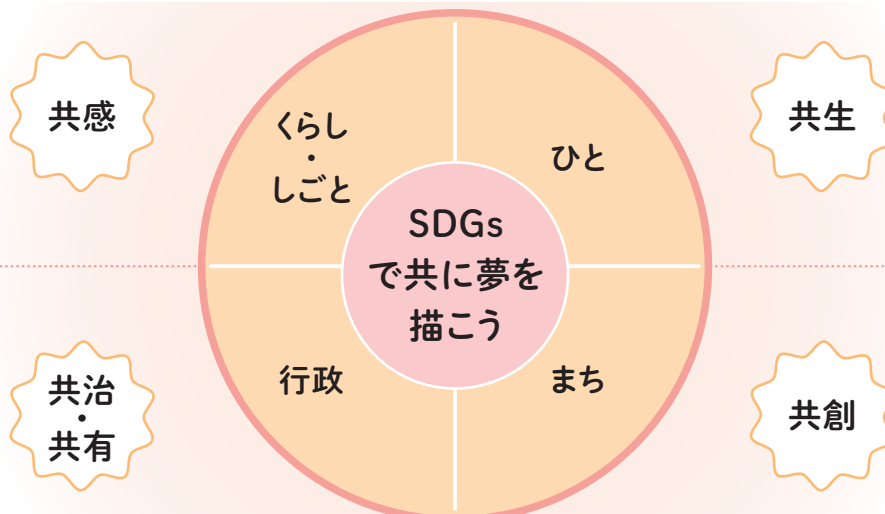 共感
くらし
・
しごと
ひと
共生
SDGs
で共に夢を
描こう
共治
・
共有
行政
まち
共創